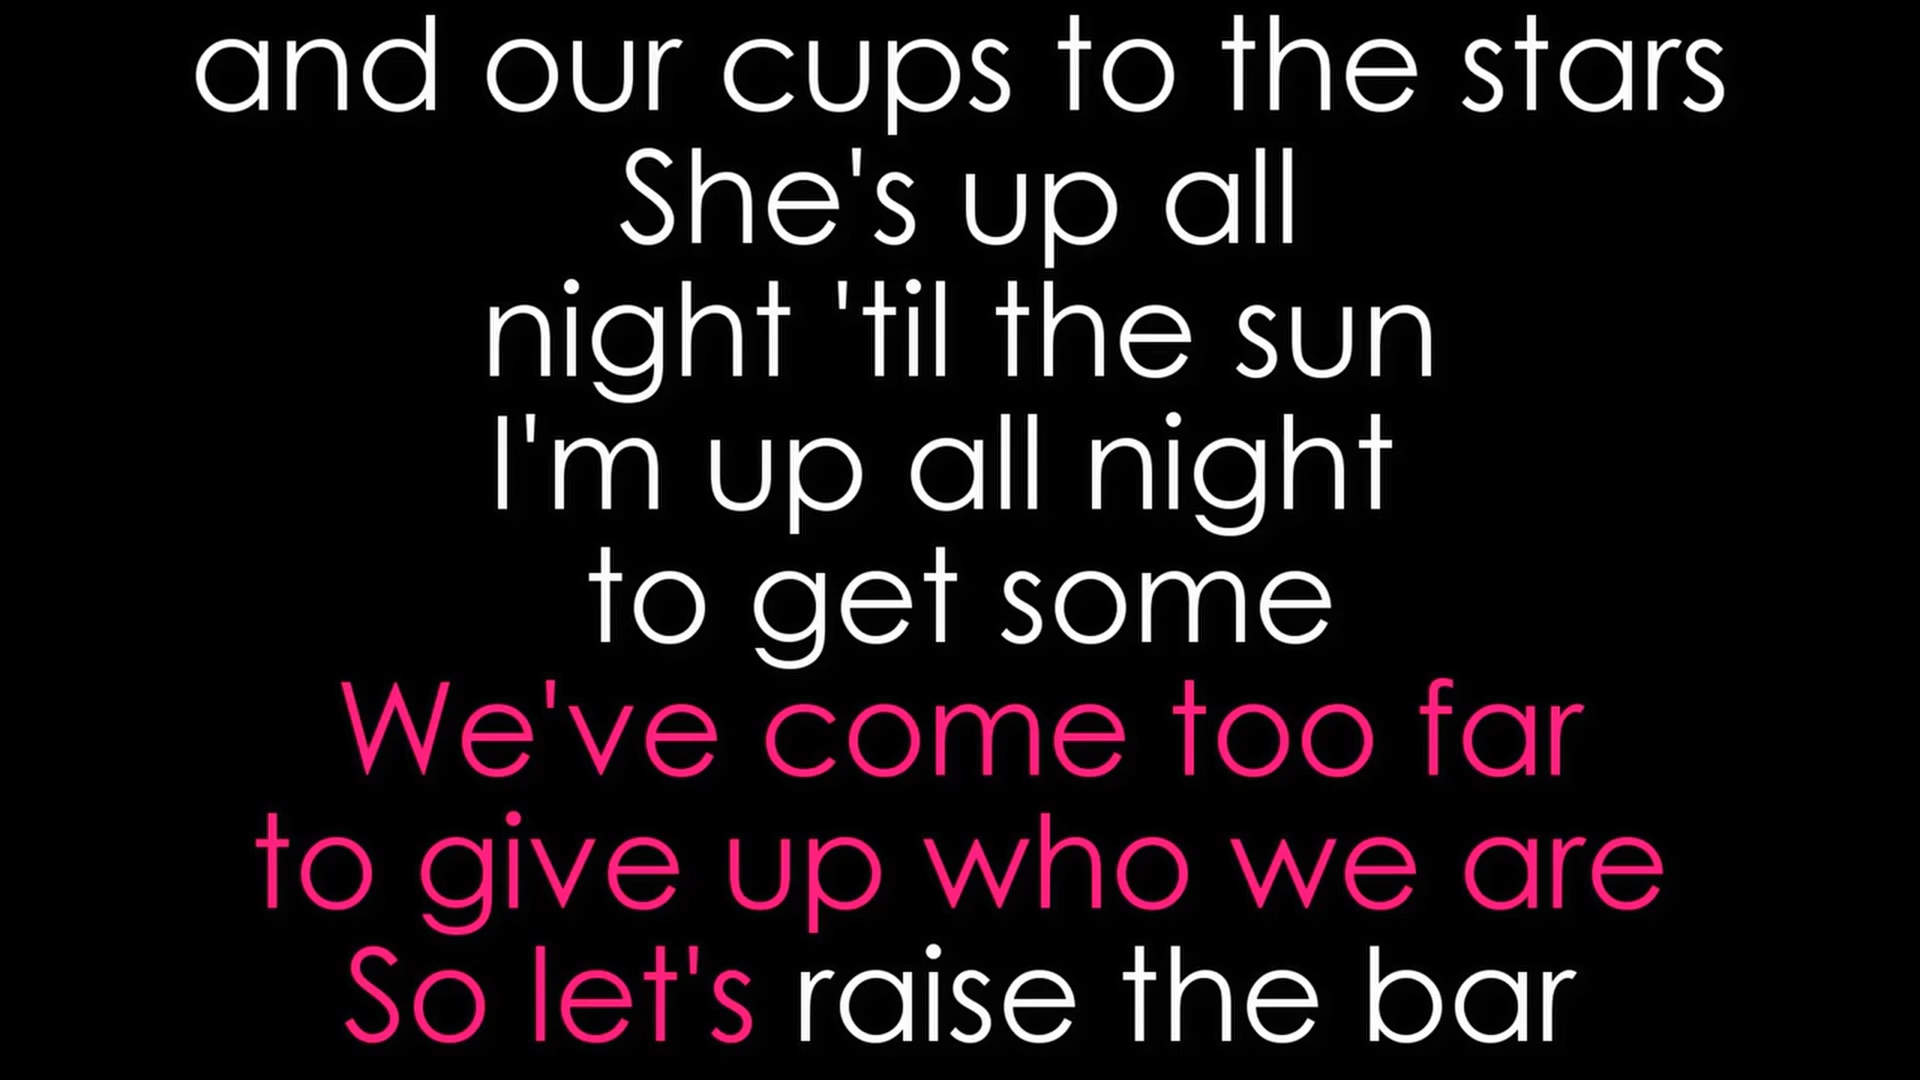 and our cups to the stars
She's up all
night 'til the sun
I'm up all night
to get some
We've come too far
to give up who we are
So let's raise the bar